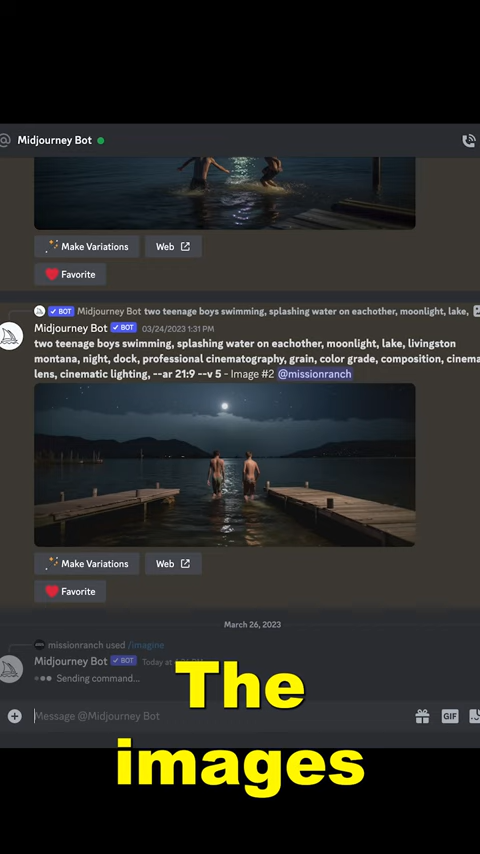 Midjourney Bot
Make Variations
Web
Favorite
BOT Midjourney Bot two teenage boys swimming, splashing water on eachother, moonlight, lake,
Midjourney Bot BOT 03/24/2023 1:31 PM
two teenage boys swimming, splashing water on eachother, moonlight, lake, livingston
montana, night, dock, professional cinematography, grain, color grade, composition, cinema
lens, cinematic lighting, --ar 21:9 --v 5 - Image #2 @missionranch
Make Variations
Web
Favorite
March 26, 2023
missionranch used /imagine
Midjourney Bot BOT Today at
Sending command...
Message @Midjourney Bot
GIF
The
images